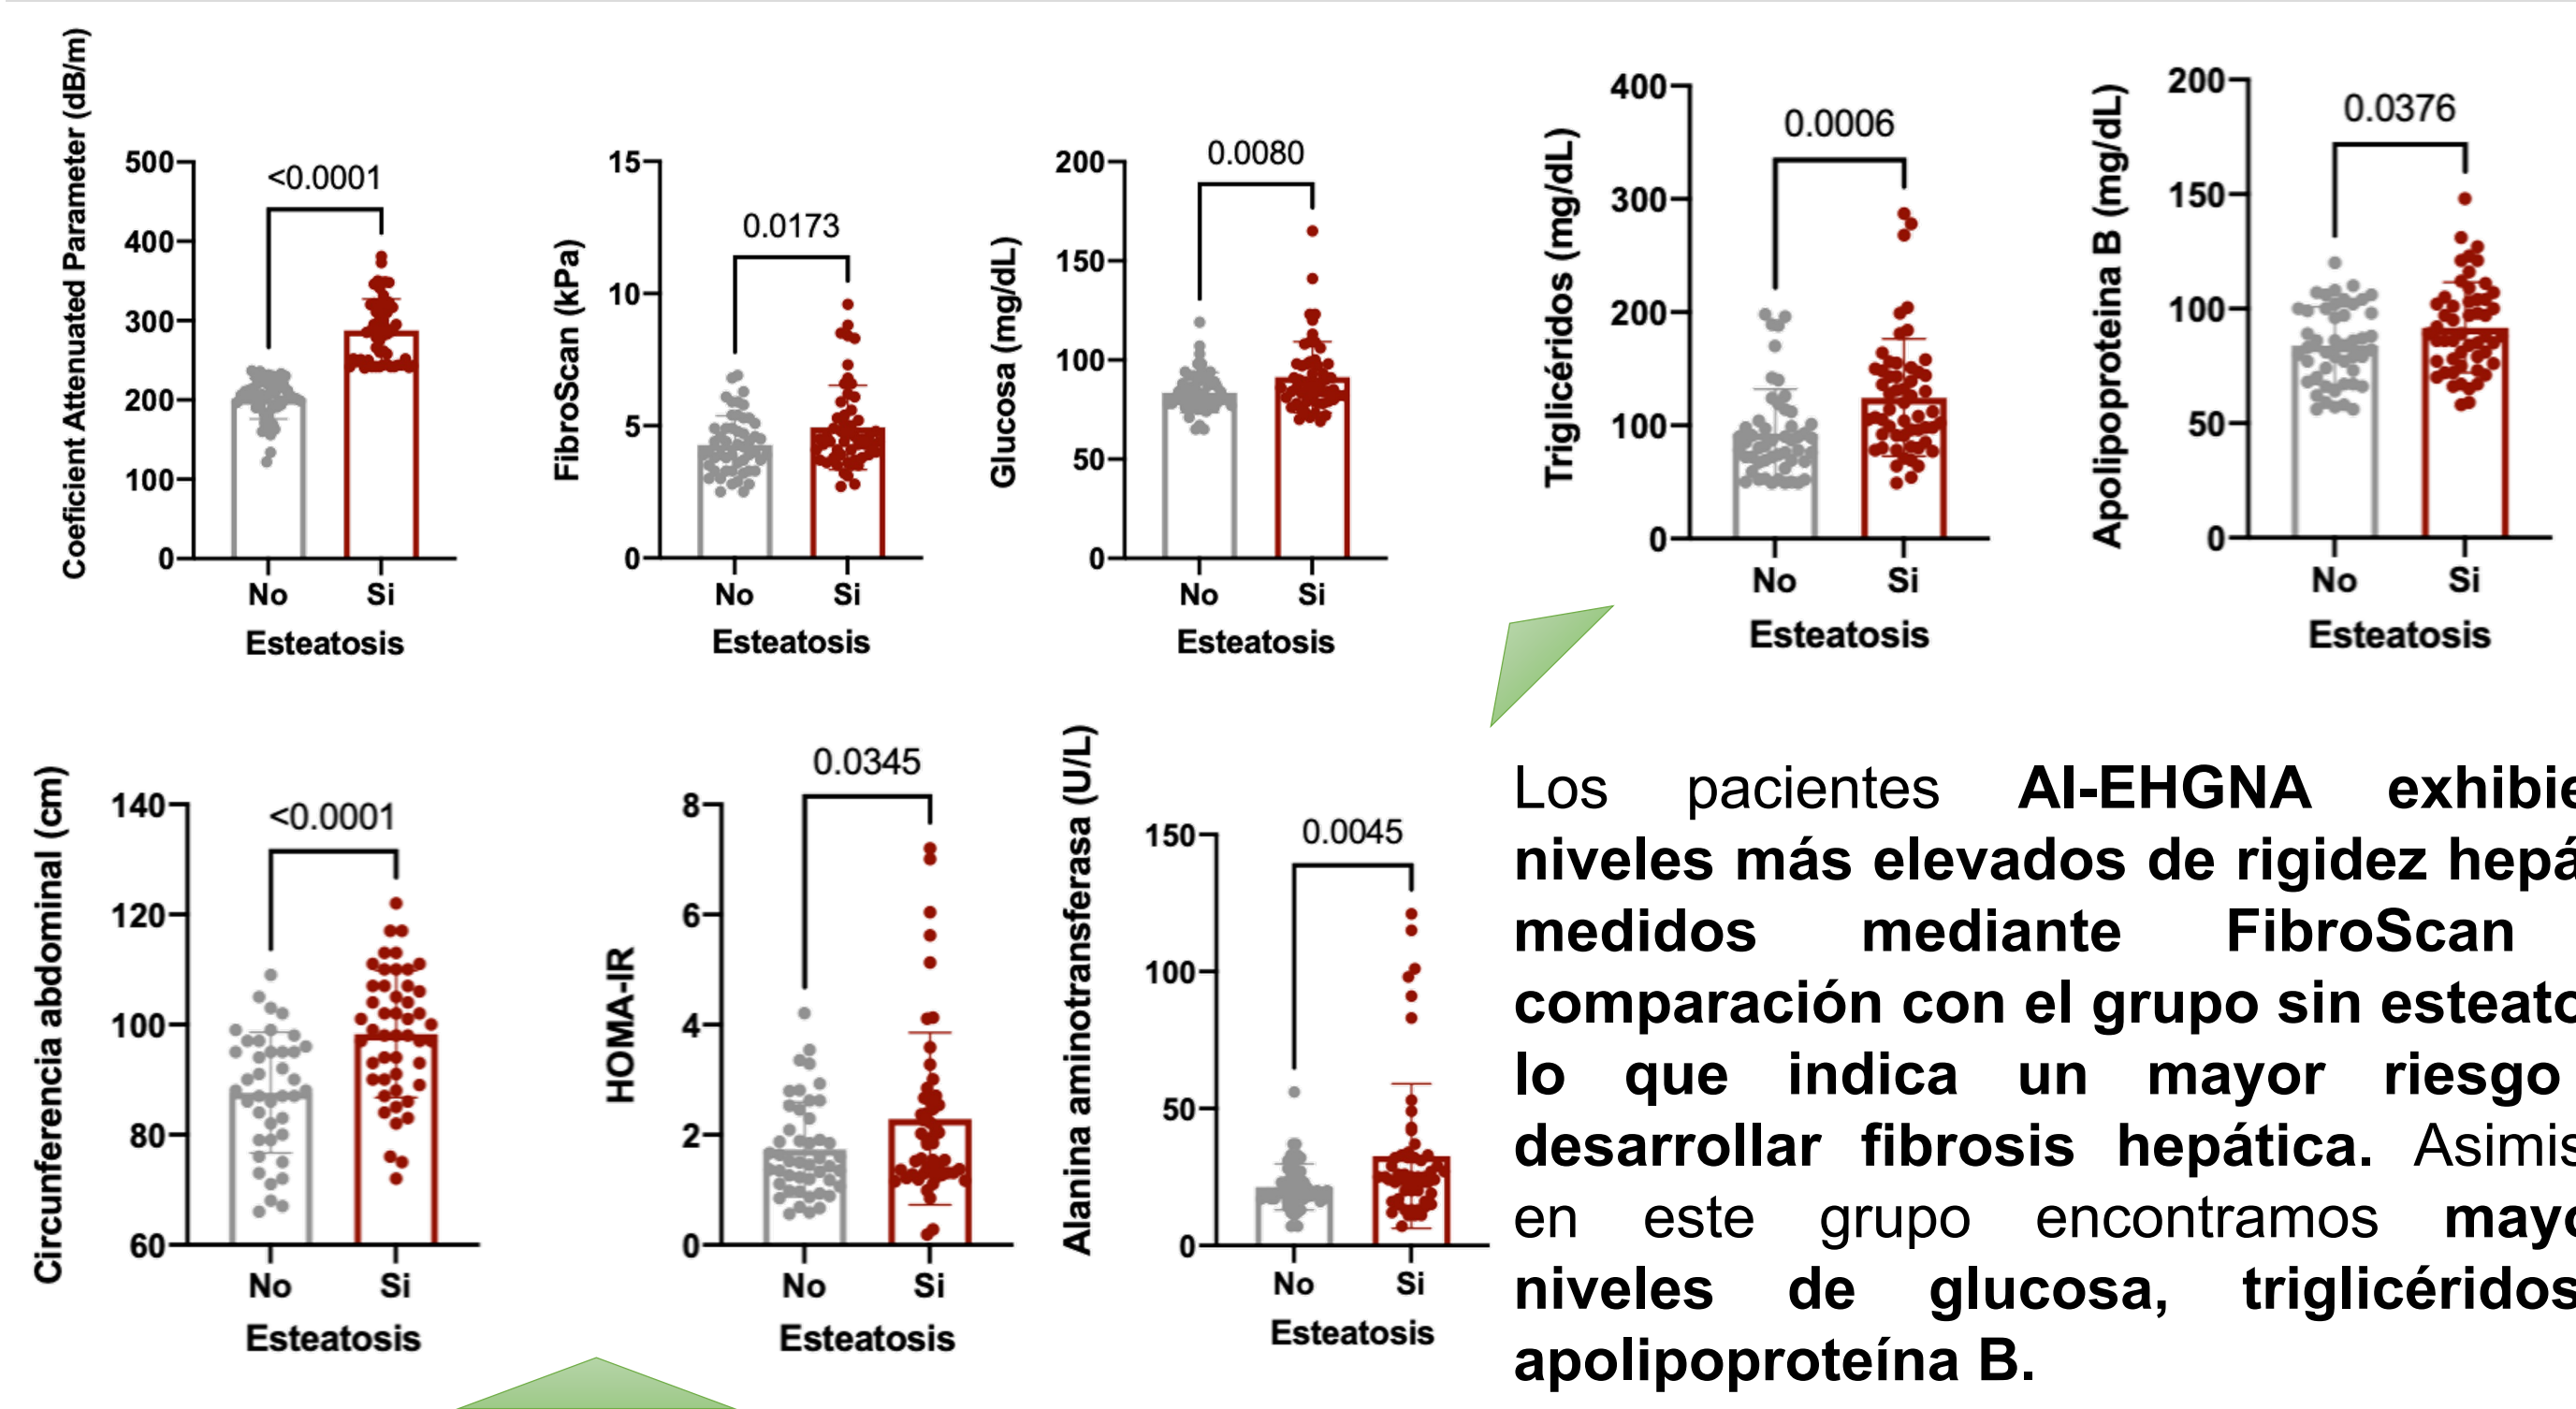 Coeficient Attenuated Parameter (dB/m)
500
400
300
200
100
0
<0.0001
No Si
Esteatosis
FibroScan (kPa)
15
10
5
0
0.0173
No Si
Esteatosis
Glucosa (mg/dL)
200
150
100
50
0
0.0080
No Si
Esteatosis
Triglicéridos (mg/dL)
400
300
200
100
0
0.0006
No Si
Esteatosis
Apolipoproteina B (mg/dL)
200
150
100
50
0
0.0376
No Si
Esteatosis
Circunferencia abdominal (cm)
140
120
100
80
60
<0.0001
No Si
Esteatosis
HOMA-IR
8
6
4
2
0
0.0345
No Si
Esteatosis
Alanina aminotransferasa (U/L)
150
100
50
0
0.0045
No Si
Esteatosis
Los pacientes AI-EHGNA exhibie
niveles más elevados de rigidez hepá
medidos mediante FibroScan
comparación con el grupo sin esteato
lo que indica un mayor riesgo
desarrollar fibrosis hepática. Asimis
en este grupo encontramos mayo
niveles de glucosa, triglicéridos
apolipoproteína B.